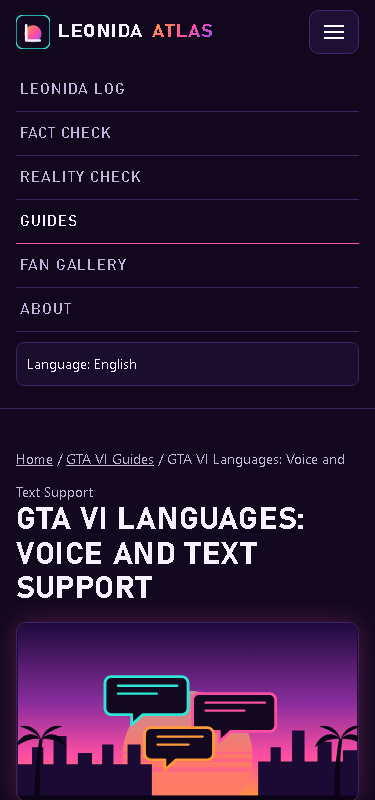 LEONIDA ATLAS
LEONIDA LOG
FACT CHECK
REALITY CHECK
GUIDES
FAN GALLERY
ABOUT
Language: English
Home / GTA VI Guides / GTA VI Languages: Voice and
Text Support
GTA VI LANGUAGES:
VOICE AND TEXT
SUPPORT